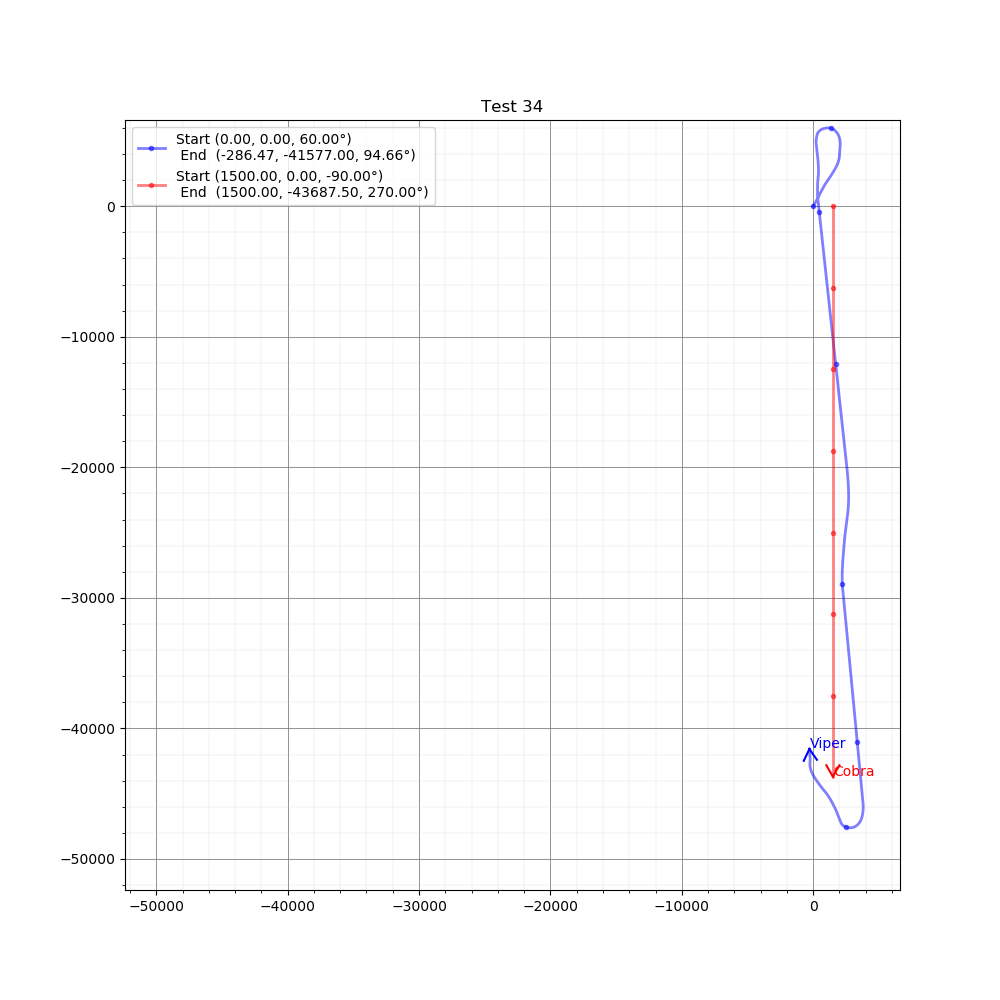 Test 34
Start (0.00, 0.00, 60.00°)
End (-286.47, -41577.00, 94.66°)
Start (1500.00, 0.00, -90.00°)
End (1500.00, -43687.50, 270.00°)
0
−10000
−20000
−30000
−40000
−50000
Viper
Cobra
−50000
−40000
−30000
−20000
−10000
0